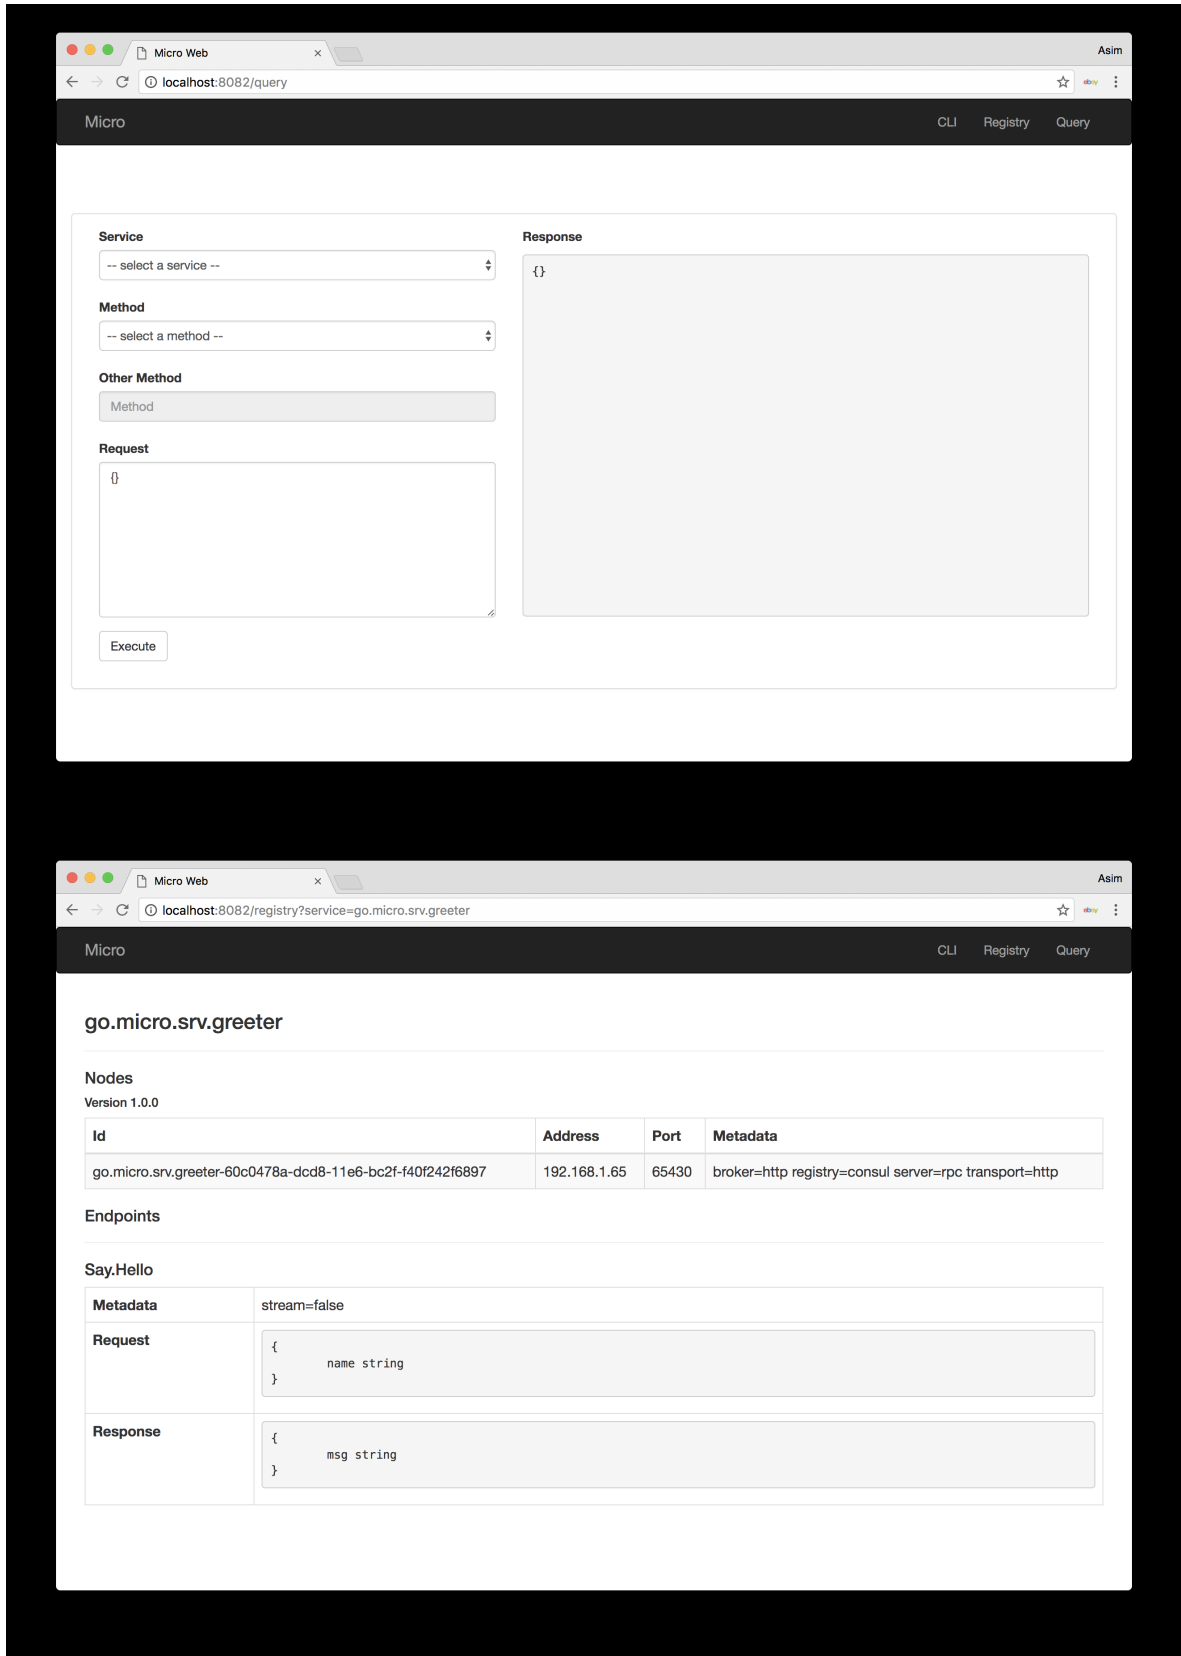 Micro Web
Asim
localhost:8082/query
ebay
Micro CLI Registry Query
Service
-- select a service --
Method
-- select a method --
Other Method
Method
Request
{}
Execute
Response
{}
Micro Web
Asim
localhost:8082/registry?service=go.micro.srv.greeter
ebay
Micro CLI Registry Query
go.micro.srv.greeter
Nodes
Version 1.0.0
Id Address Port Metadata
go.micro.srv.greeter-60c0478a-dcd8-11e6-bc2f-f40f242f6897 192.168.1.65 65430 broker=http registry=consul server=rpc transport=http
Endpoints
Say.Hello
Metadata stream=false
Request
{
name string
}
Response
{
msg string
}